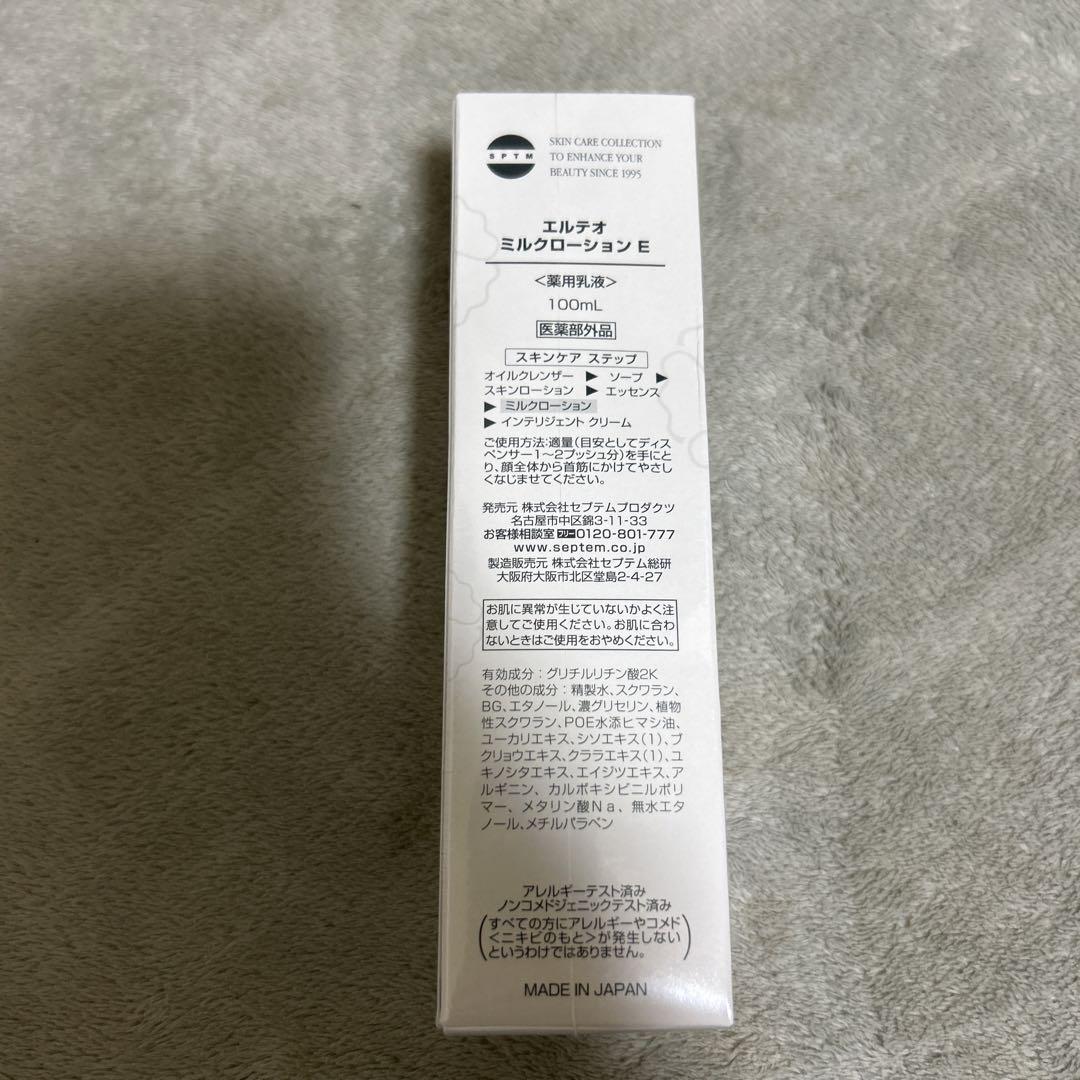 SPTM
SKIN CARE COLLECTION
TO ENHANCE YOUR
BEAUTY SINCE 1995
エルテオ
ミルクローション E
<薬用乳液>
100mL
医薬部外品
スキンケア ステップ
オイルクレンザー ▶ ソープ ▶
スキンローション ▶ エッセンス
▶ ミルクローション
▶ インテリジェント クリーム
ご使用方法:適量(目安としてディス
ペンサー1~2プッシュ分)を手にと
り、顔全体から首筋にかけてやさし
くなじませてください。
発売元 株式会社セプテムプロダクツ
名古屋市中区錦3-11-33
お客様相談室 フリー 0120-801-777
www.septem.co.jp
製造販売元 株式会社セプテム総研
大阪府大阪市北区堂島2-4-27
お肌に異常が生じていないかよく注
意してご使用ください。お肌に合わ
ないときはご使用をおやめください。
有効成分:グリチルリチン酸2K
その他の成分:精製水、スクワラン、
BG、エタノール、濃グリセリン、植物
性スクワラン、POE水添ヒマシ油、
ユーカリエキス、シソエキス(1)、ブ
クリョウエキス、クララエキス(1)、ユ
キノシタエキス、エイジツエキス、ア
ルギニン、カルボキシビニルポリ
マー、メタリン酸Na、無水エタ
ノール、メチルパラベン
アレルギーテスト済み
ノンコメドジェニックテスト済み
(すべての方にアレルギーやコメド
<ニキビのもと>が発生しない
というわけではありません。)
MADE IN JAPAN